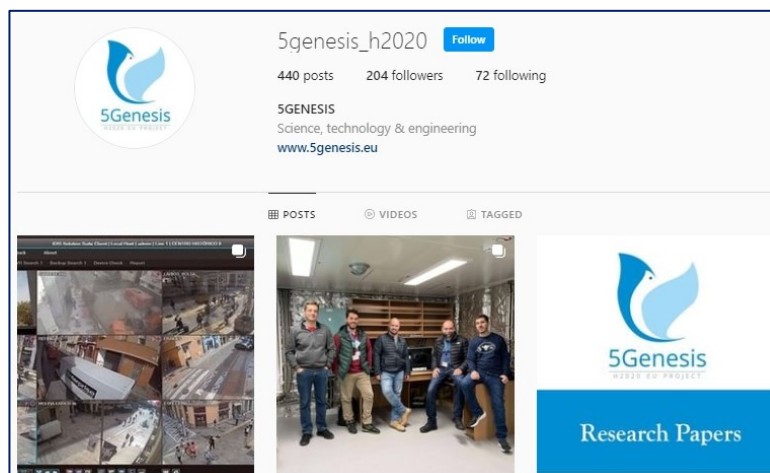 5genesis_h2020 Follow
440 posts 204 followers 72 following
5GENESIS
Science, technology & engineering
www.5genesis.eu
5Genesis
H2020 EU PROJECT
POSTS VIDEOS TAGGED
5Genesis
H2020 EU PROJECT
Research Papers